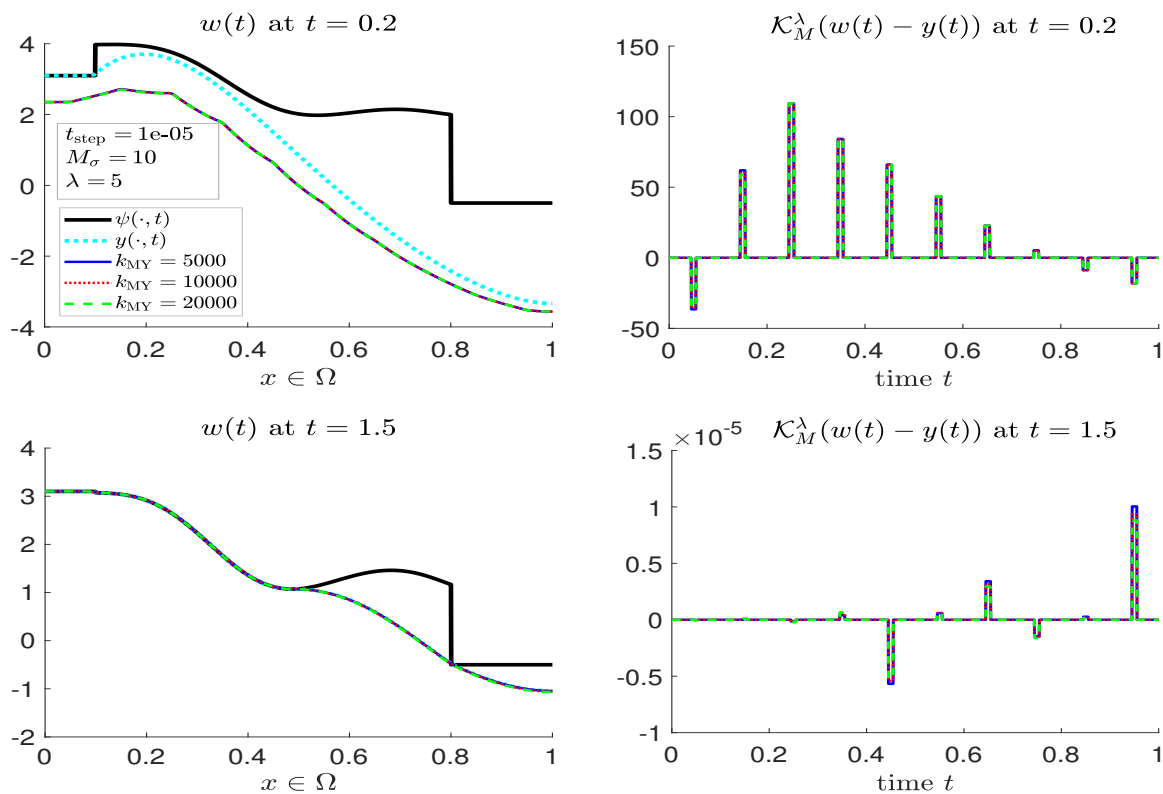 w(t) at t = 0.2
4
2
0
-2
-4
t_step = 1e-05
M_σ = 10
λ = 5
ψ(·, t)
y(·, t)
k_MY = 5000
k_MY = 10000
k_MY = 20000
0 0.2 0.4 0.6 0.8 1
x ∈ Ω
𝒦_M^λ(w(t) − y(t)) at t = 0.2
150
100
50
0
-50
0 0.2 0.4 0.6 0.8 1
time t
w(t) at t = 1.5
4
3
2
1
0
-1
-2
0 0.2 0.4 0.6 0.8 1
x ∈ Ω
×10^-5 𝒦_M^λ(w(t) − y(t)) at t = 1.5
1.5
1
0.5
0
-0.5
-1
0 0.2 0.4 0.6 0.8 1
time t